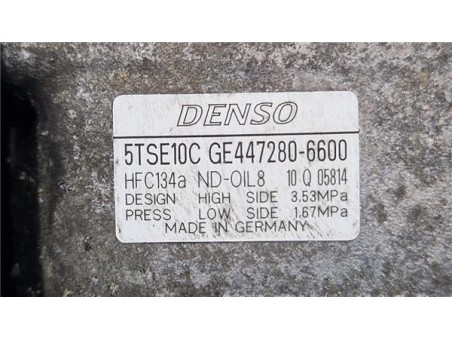 DENSO
5TSE10C GE447280-6600
HFC134a ND-OIL8 10 Q 05814
DESIGN HIGH SIDE 3.53MPa
PRESS LOW SIDE 1.67MPa
MADE IN GERMANY